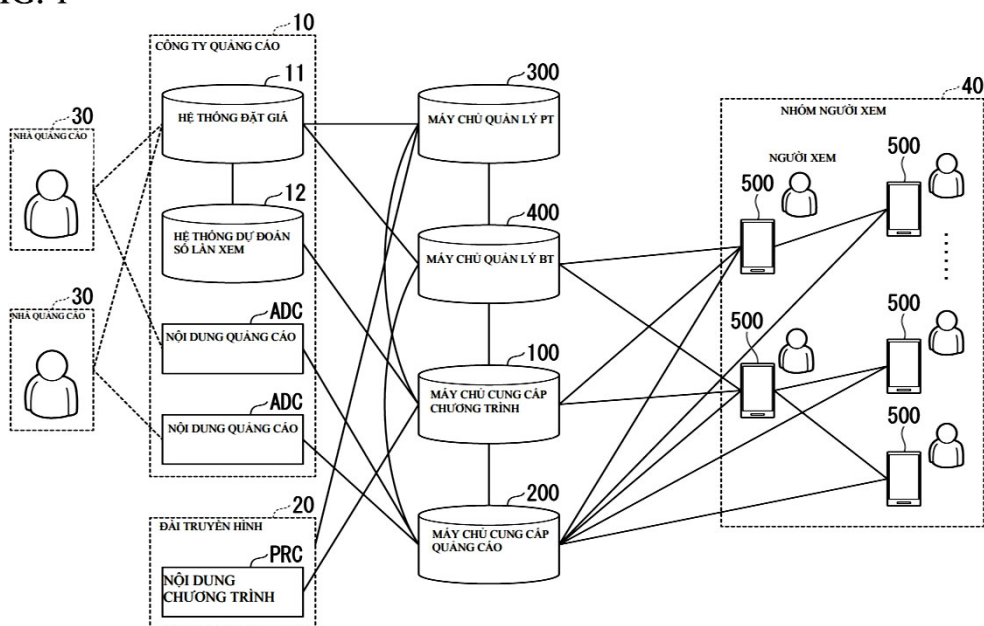 FIG. 1
10
CÔNG TY QUẢNG CÁO
11
HỆ THỐNG ĐẶT GIÁ
12
HỆ THỐNG DỰ ĐOÁN
SỐ LẦN XEM
ADC
NỘI DUNG QUẢNG CÁO
ADC
NỘI DUNG QUẢNG CÁO
30
NHÀ QUẢNG CÁO
30
NHÀ QUẢNG CÁO
20
ĐÀI TRUYỀN HÌNH
PRC
NỘI DUNG
CHƯƠNG TRÌNH
300
MÁY CHỦ QUẢN LÝ PT
400
MÁY CHỦ QUẢN LÝ BT
100
MÁY CHỦ CUNG CẤP
CHƯƠNG TRÌNH
200
MÁY CHỦ CUNG CẤP
QUẢNG CÁO
40
NHÓM NGƯỜI XEM
NGƯỜI XEM
500
500
500
500
500